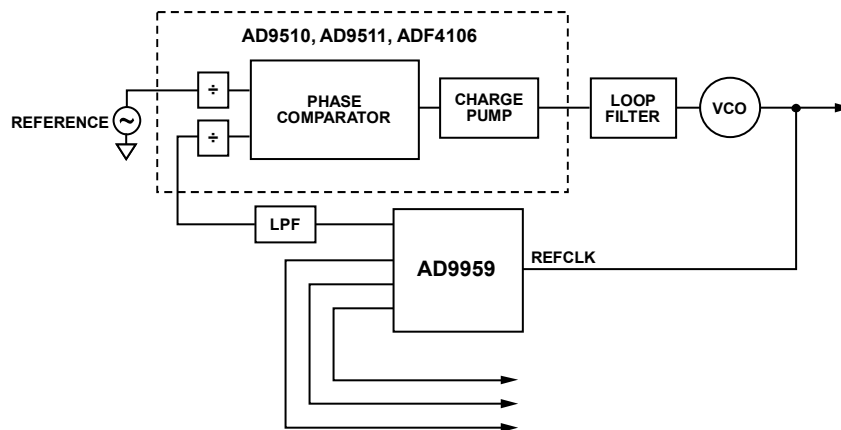 AD9510, AD9511, ADF4106
REFERENCE
~
÷
÷
PHASE
COMPARATOR
CHARGE
PUMP
LOOP
FILTER
VCO
LPF
AD9959
REFCLK